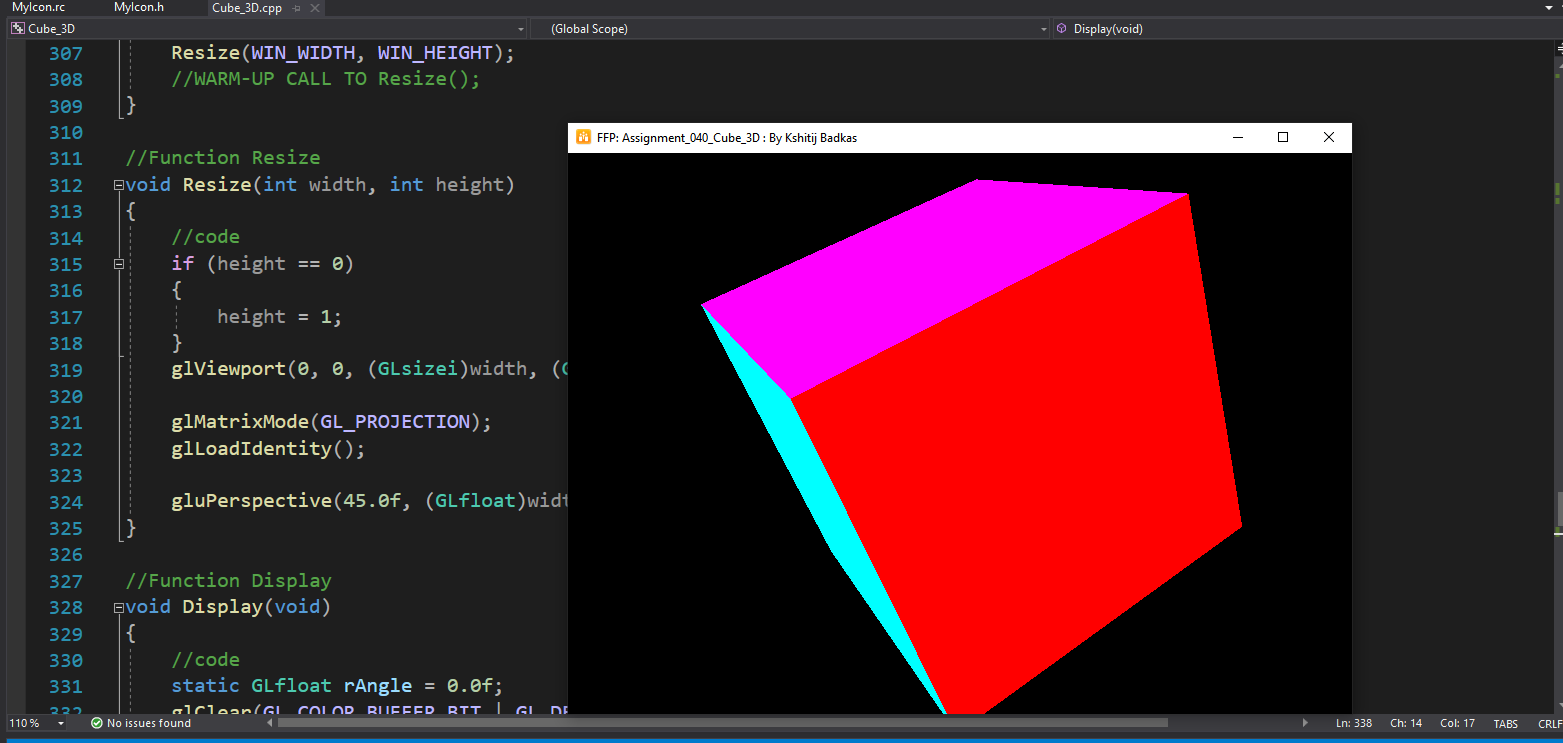 MyIcon.rc MyIcon.h Cube_3D.cpp
Cube_3D (Global Scope) Display(void)
307 Resize(WIN_WIDTH, WIN_HEIGHT);
308 //WARM-UP CALL TO Resize();
309 }
310
311 //Function Resize
312 void Resize(int width, int height)
313 {
314 //code
315 if (height == 0)
316 {
317 height = 1;
318 }
319 glViewport(0, 0, (GLsizei)width, (
320
321 glMatrixMode(GL_PROJECTION);
322 glLoadIdentity();
323
324 gluPerspective(45.0f, (GLfloat)widt
325 }
326
327 //Function Display
328 void Display(void)
329 {
330 //code
331 static GLfloat rAngle = 0.0f;
332 glClear(GL_COLOR_BUFFER_BIT | GL_DE
FFP: Assignment_040_Cube_3D : By Kshitij Badkas
110 % No issues found Ln: 338 Ch: 14 Col: 17 TABS CRLF